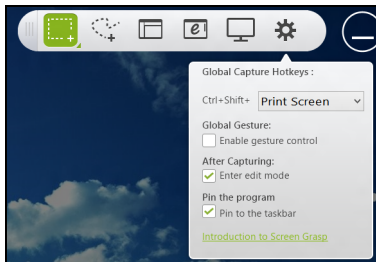 Global Capture Hotkeys :
Ctrl+Shift+ Print Screen
Global Gesture:
Enable gesture control
After Capturing:
Enter edit mode
Pin the program
Pin to the taskbar
Introduction to Screen Grasp